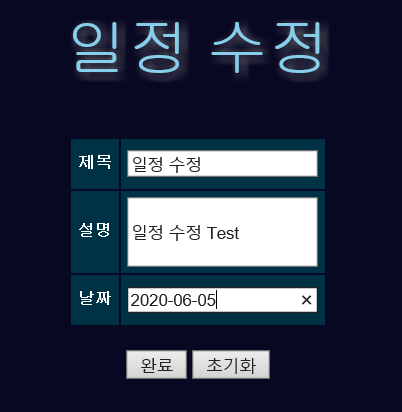 일정 수정
제목 일정 수정
설명 일정 수정 Test
날짜 2020-06-05
완료 초기화